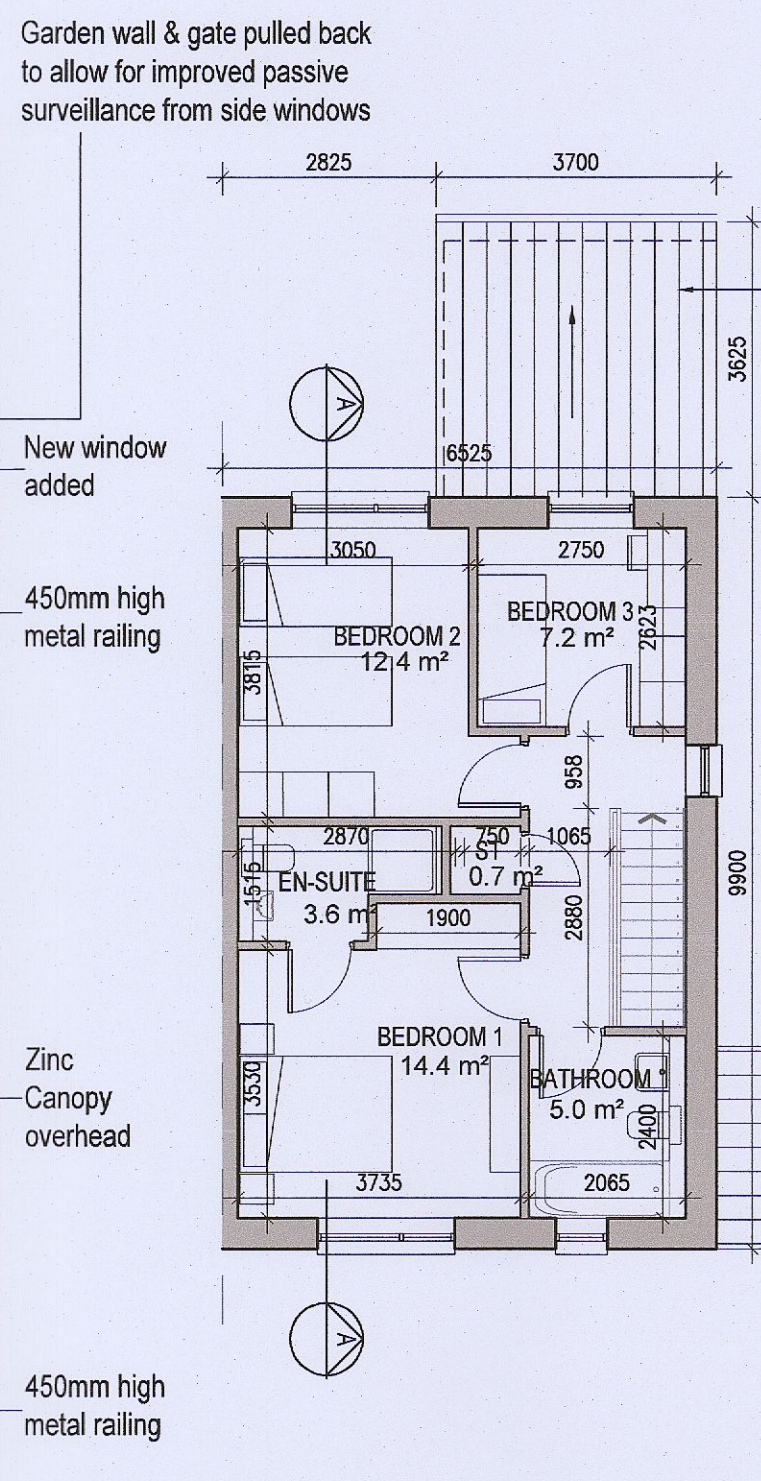 Garden wall & gate pulled back
to allow for improved passive
surveillance from side windows
2825
3700
3625
A
New window
added
6525
3050
2750
450mm high
metal railing
BEDROOM 2
12.4 m²
BEDROOM 3
7.2 m²
2623
3815
958
9900
2870
750
1065
ST
0.7 m²
1515
EN-SUITE
3.6 m²
1900
2880
BEDROOM 1
14.4 m²
Zinc
Canopy
overhead
3530
BATHROOM
5.0 m²
2400
3735
2065
A
450mm high
metal railing